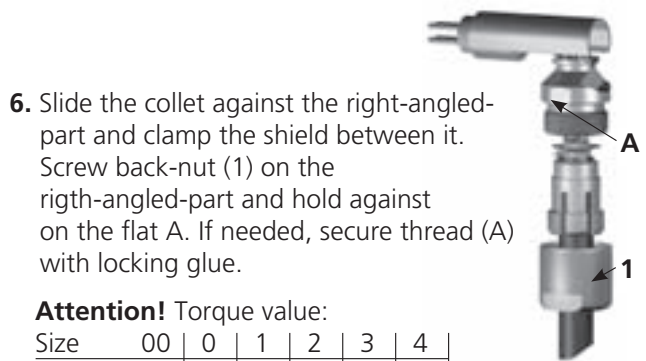 6. Slide the collet against the right-angled-
part and clamp the shield between it.
Screw back-nut (1) on the
rigth-angled-part and hold against
on the flat A. If needed, secure thread (A)
with locking glue.
A
1
Attention! Torque value:
Size 00 | 0 | 1 | 2 | 3 | 4 |